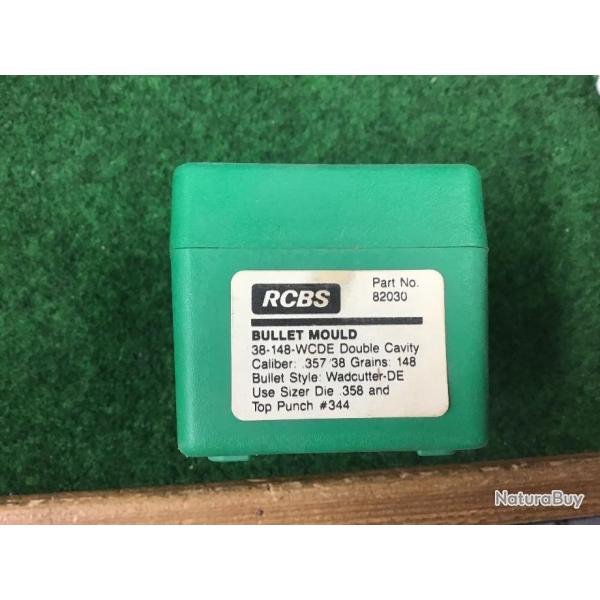 RCBS
Part No.
82030
BULLET MOULD
38-148-WCDE Double Cavity
Caliber: .357 38 Grains: 148
Bullet Style: Wadcutter-DE
Use Sizer Die .358 and
Top Punch #344
NaturaBuy